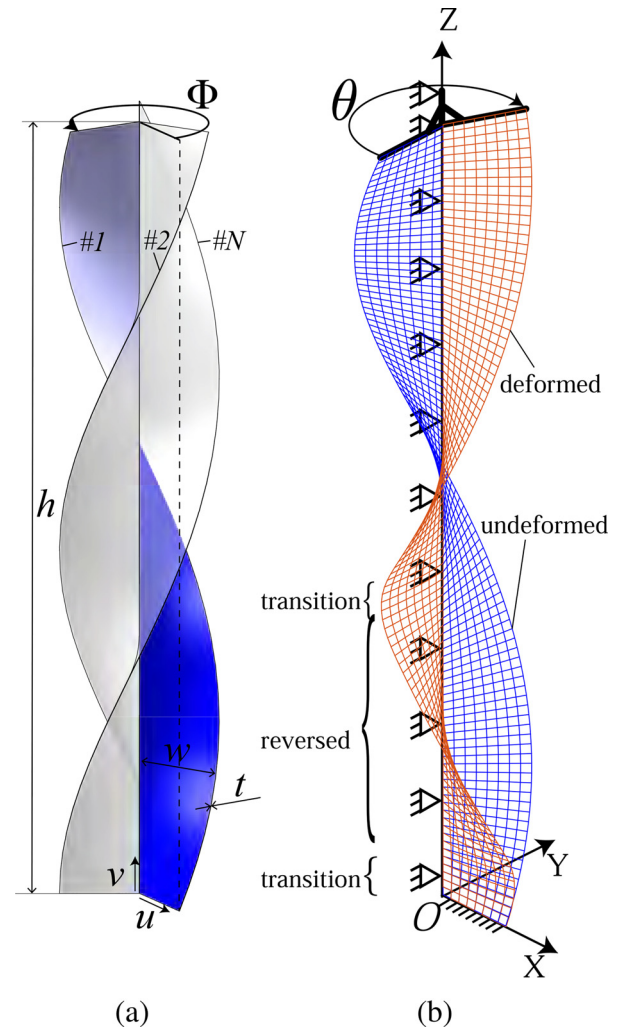 Φ
#1
#2
#N
h
w
t
v
u
(a)
Z
θ
deformed
undeformed
transition
reversed
transition
Y
O
X
(b)